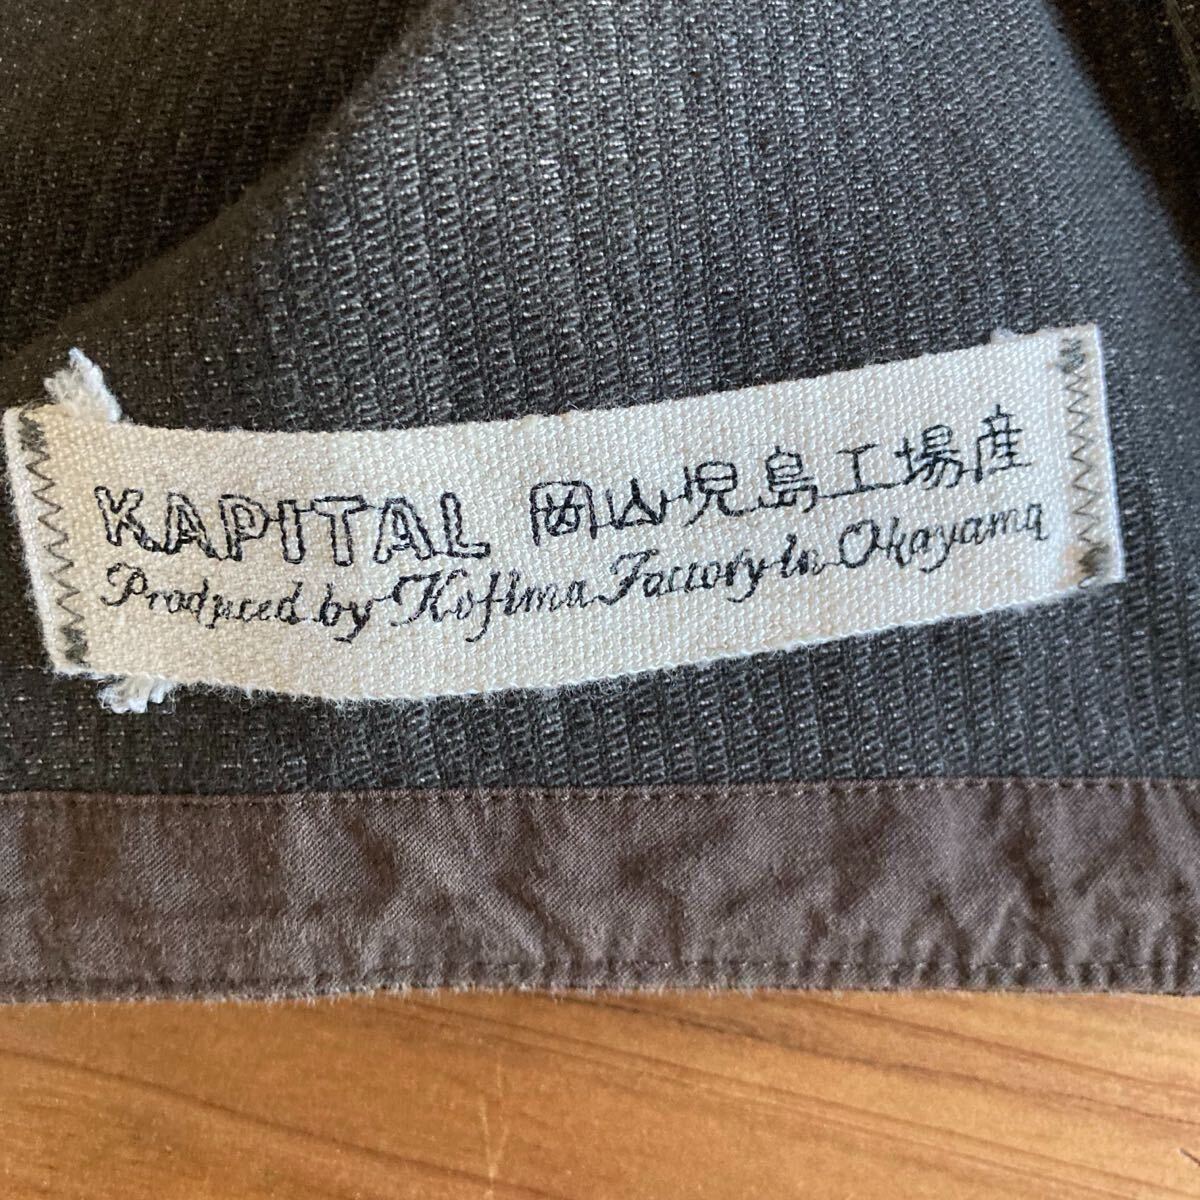 KAPITAL 岡山児島工場産
Produced by Kojima Factory in Okayama